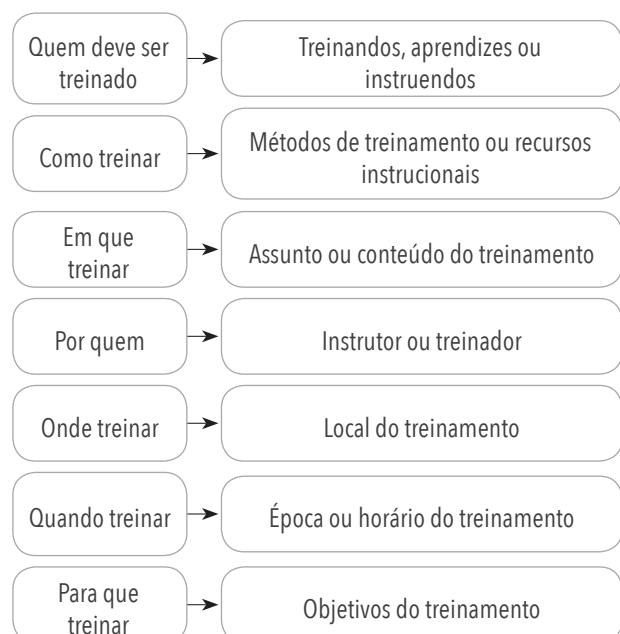 Quem deve ser
treinado
Treinandos, aprendizes ou
instruendos
Como treinar
Métodos de treinamento ou recursos
instrucionais
Em que
treinar
Assunto ou conteúdo do treinamento
Por quem
Instrutor ou treinador
Onde treinar
Local do treinamento
Quando treinar
Época ou horário do treinamento
Para que
treinar
Objetivos do treinamento